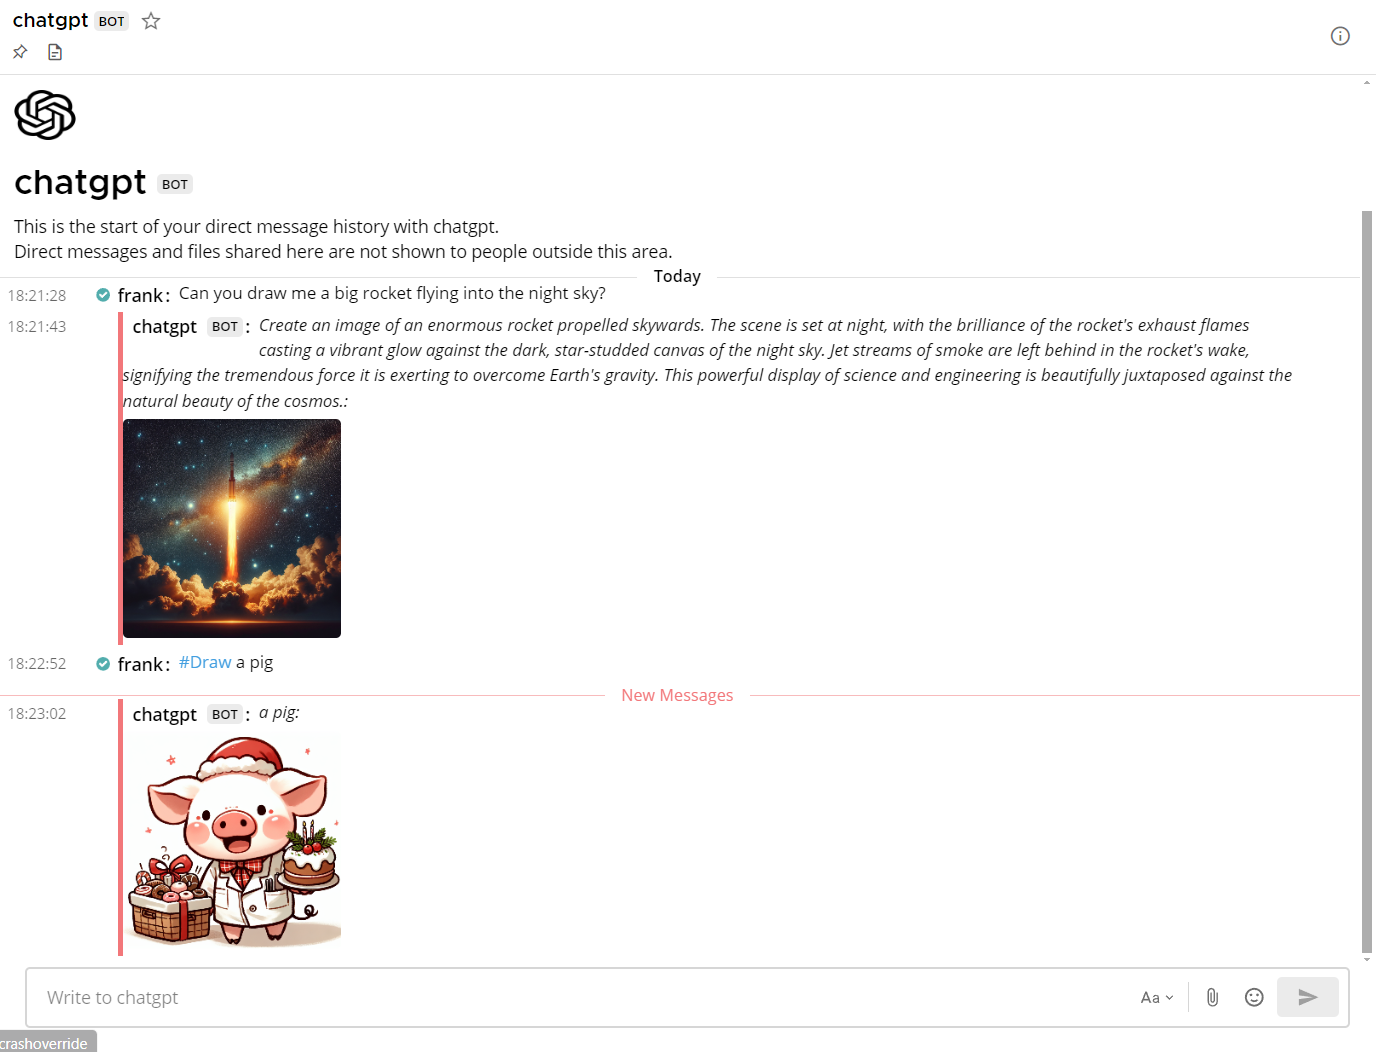 chatgpt BOT
chatgpt BOT
This is the start of your direct message history with chatgpt.
Direct messages and files shared here are not shown to people outside this area.
Today
18:21:28 frank: Can you draw me a big rocket flying into the night sky?
18:21:43 chatgpt BOT : Create an image of an enormous rocket propelled skywards. The scene is set at night, with the brilliance of the rocket's exhaust flames
casting a vibrant glow against the dark, star-studded canvas of the night sky. Jet streams of smoke are left behind in the rocket's wake,
signifying the tremendous force it is exerting to overcome Earth's gravity. This powerful display of science and engineering is beautifully juxtaposed against the
natural beauty of the cosmos.:
18:22:52 frank: #Draw a pig
New Messages
18:23:02 chatgpt BOT : a pig:
Write to chatgpt
Aa
crashoverride